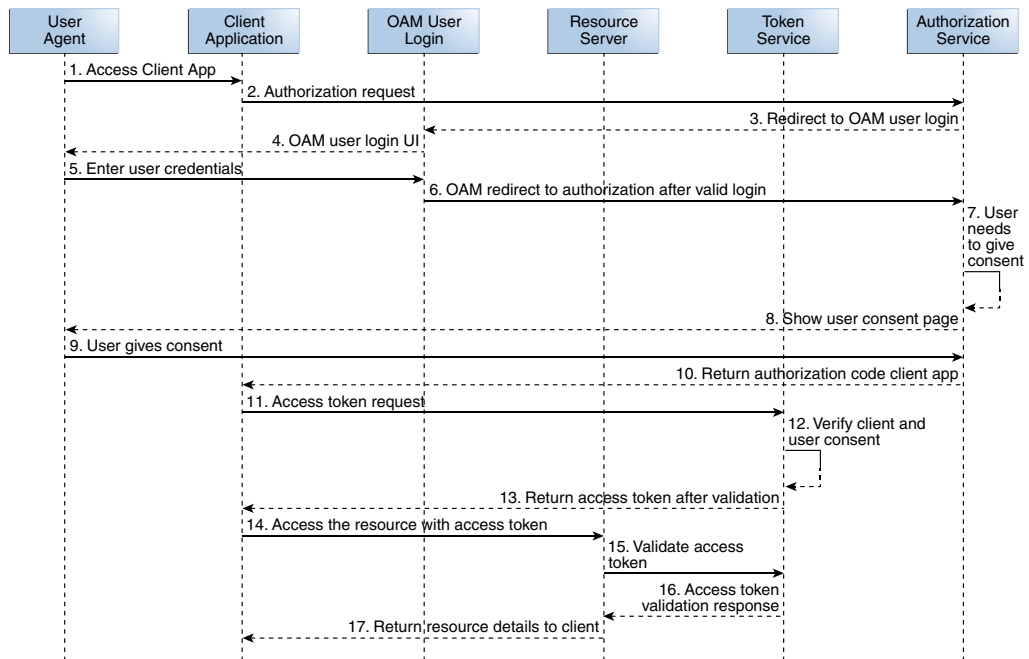 User
Agent
Client
Application
OAM User
Login
Resource
Server
Token
Service
Authorization
Service
1. Access Client App
2. Authorization request
3. Redirect to OAM user login
4. OAM user login UI
5. Enter user credentials
6. OAM redirect to authorization after valid login
7. User
needs
to give
consent
8. Show user consent page
9. User gives consent
10. Return authorization code client app
11. Access token request
12. Verify client and
user consent
13. Return access token after validation
14. Access the resource with access token
15. Validate access
token
16. Access token
validation response
17. Return resource details to client